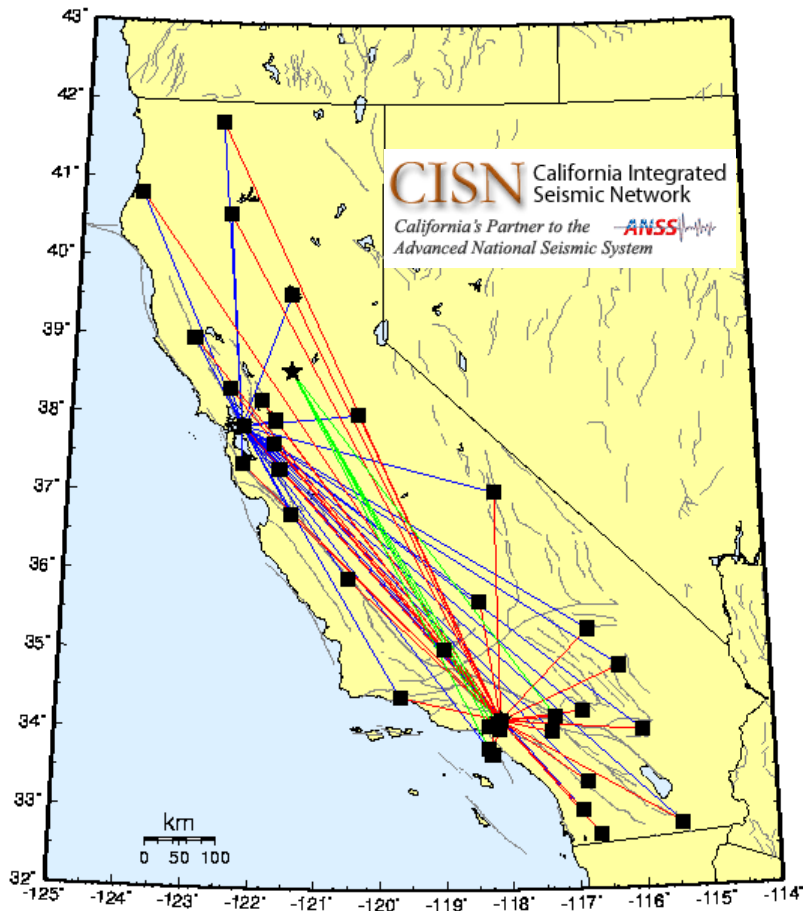 43°
42°
CISN California Integrated
Seismic Network
California's Partner to the
Advanced National Seismic System
ANSS
41°
40°
39°
38°
37°
36°
35°
34°
33°
32°
km
0 50 100
-125° -124° -123° -122° -121° -120° -119° -118° -117° -116° -115° -114°